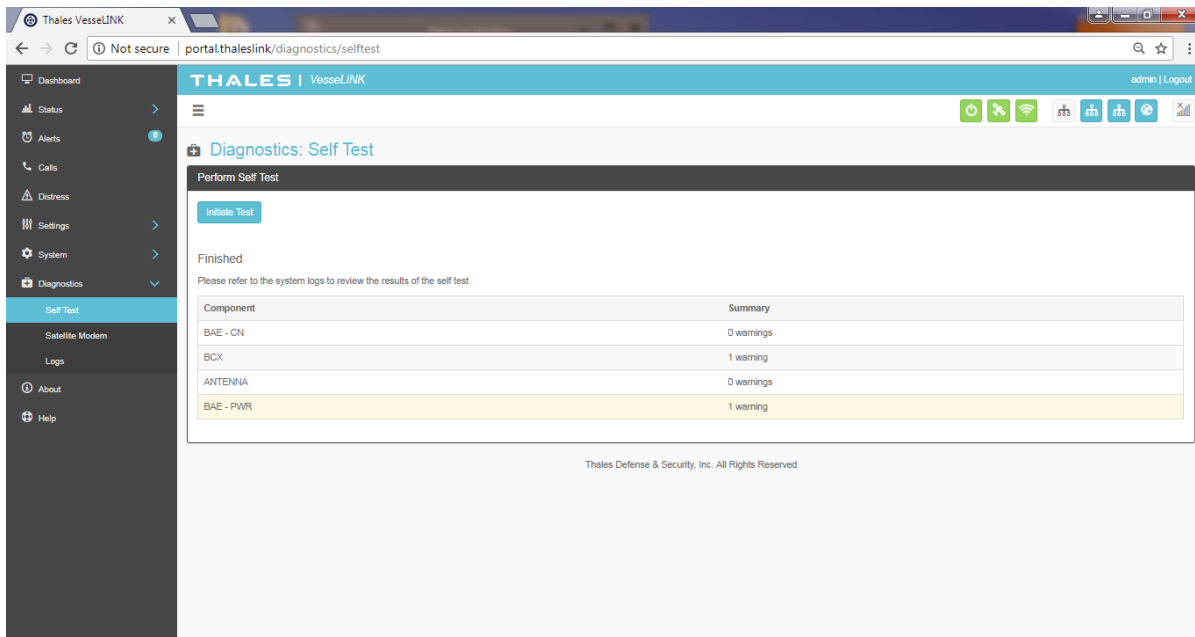 Thales VesseLINK
Not secure | portal.thaleslink/diagnostics/selftest
Dashboard
THALES | VesseLINK
admin | Logout
Status
Alerts
0
Diagnostics: Self Test
Calls
Perform Self Test
Distress
Initiate Test
Settings
System
Finished
Diagnostics
Please refer to the system logs to review the results of the self test
Self Test
Component Summary
Satellite Modem
BAE - CN 0 warnings
Logs
BCX 1 warning
About
ANTENNA 0 warnings
Help
BAE - PWR 1 warning
Thales Defense & Security, Inc. All Rights Reserved